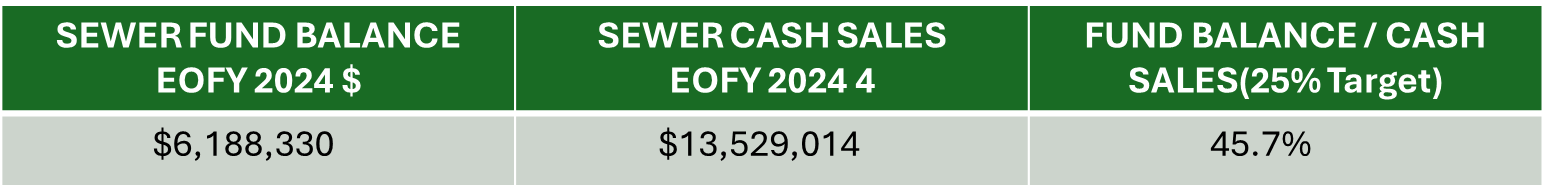 SEWER FUND BALANCE
EOFY 2024 $
SEWER CASH SALES
EOFY 2024 4
FUND BALANCE / CASH
SALES(25% Target)
$6,188,330
$13,529,014
45.7%